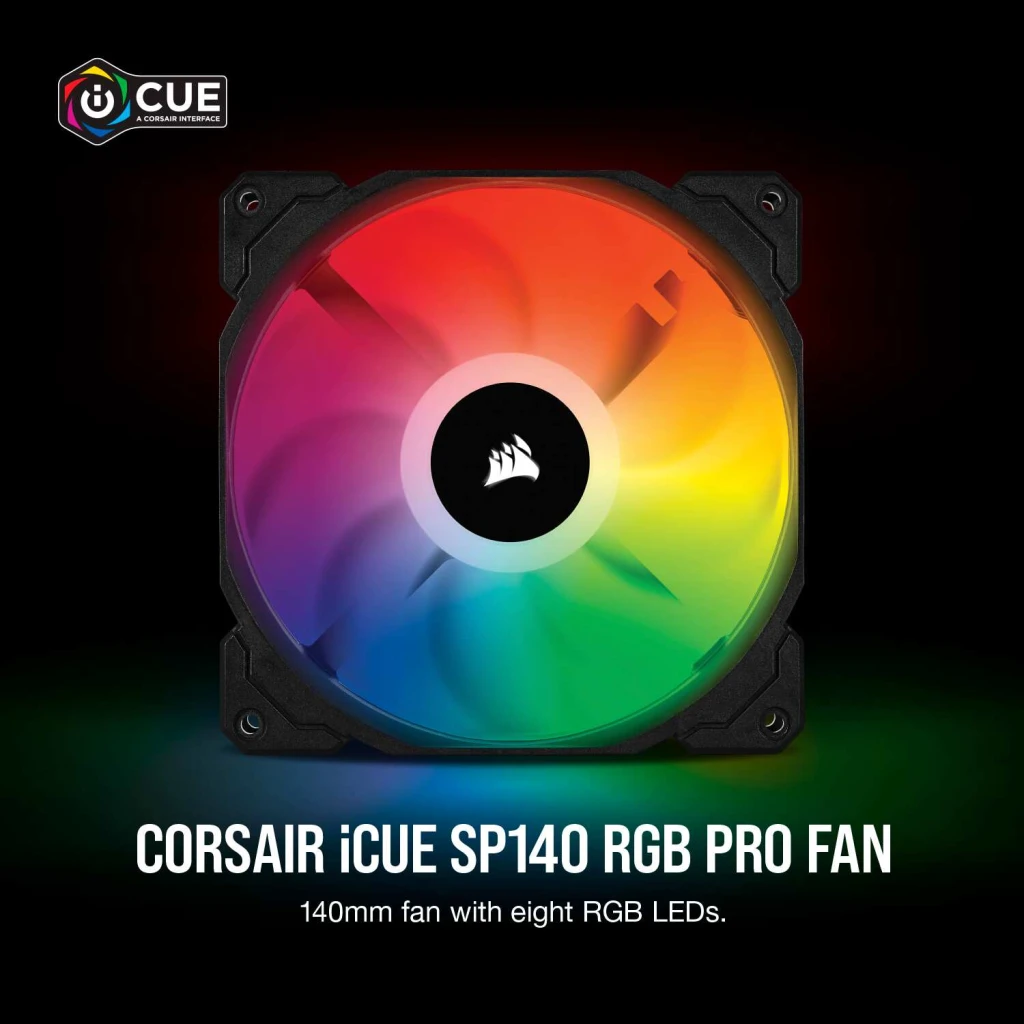 CUE
A CORSAIR INTERFACE
CORSAIR iCUE SP140 RGB PRO FAN
140mm fan with eight RGB LEDs.